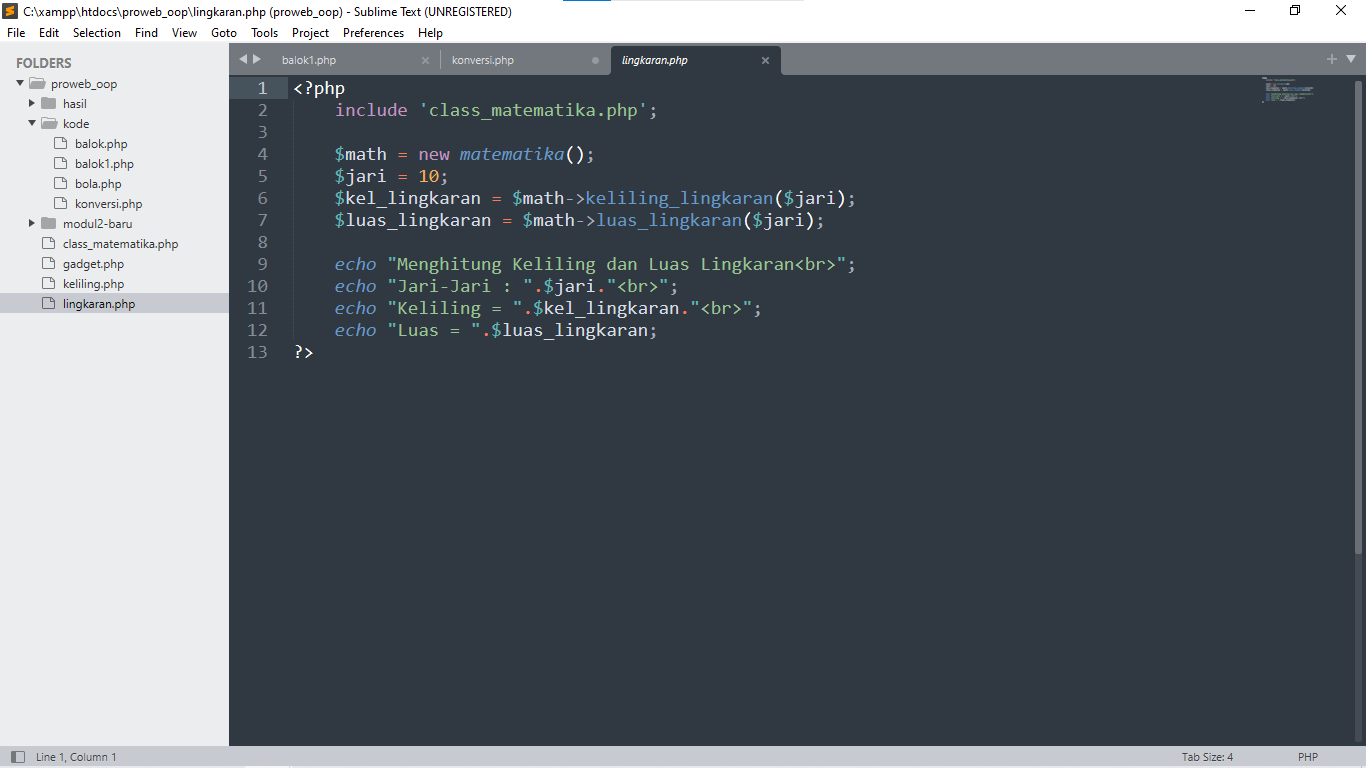 C:\xampp\htdocs\proweb_oop\lingkaran.php (proweb_oop) - Sublime Text (UNREGISTERED)
File Edit Selection Find View Goto Tools Project Preferences Help
FOLDERS
proweb_oop
hasil
kode
balok.php
balok1.php
bola.php
konversi.php
modul2-baru
class_matematika.php
gadget.php
keliling.php
lingkaran.php
balok1.php konversi.php lingkaran.php
1 <?php
2     include 'class_matematika.php';
3
4     $math = new matematika();
5     $jari = 10;
6     $kel_lingkaran = $math->keliling_lingkaran($jari);
7     $luas_lingkaran = $math->luas_lingkaran($jari);
8
9     echo "Menghitung Keliling dan Luas Lingkaran<br>";
10     echo "Jari-Jari : ".$jari."<br>";
11     echo "Keliling = ".$kel_lingkaran."<br>";
12     echo "Luas = ".$luas_lingkaran;
13 ?>
Line 1, Column 1 Tab Size: 4 PHP